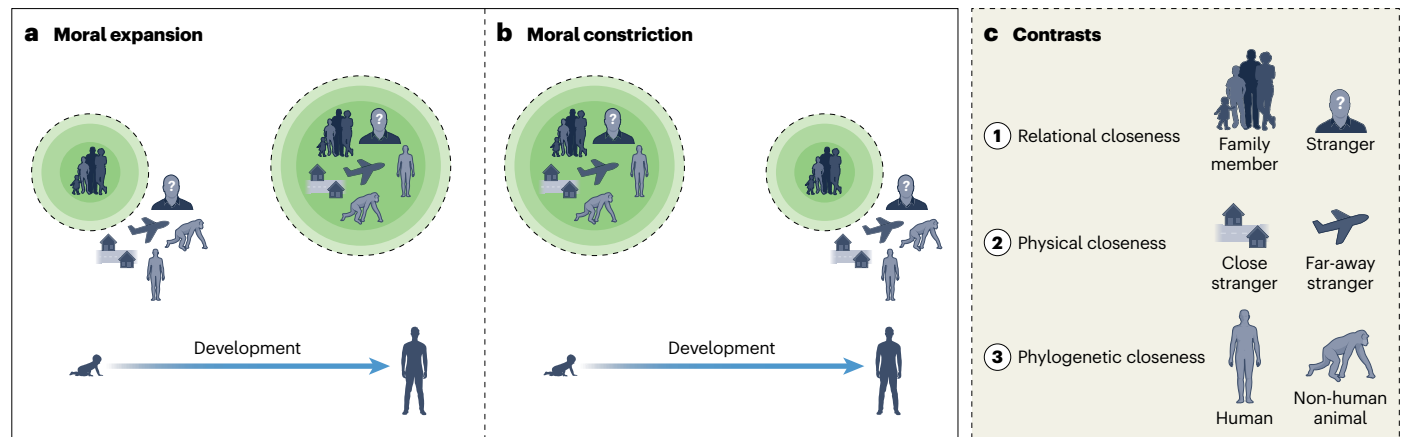 a Moral expansion
?
?
Development
b Moral constriction
?
?
Development
c Contrasts
1 Relational closeness
?
Family
member
Stranger
2 Physical closeness
Close
stranger
Far-away
stranger
3 Phylogenetic closeness
Human
Non-human
animal